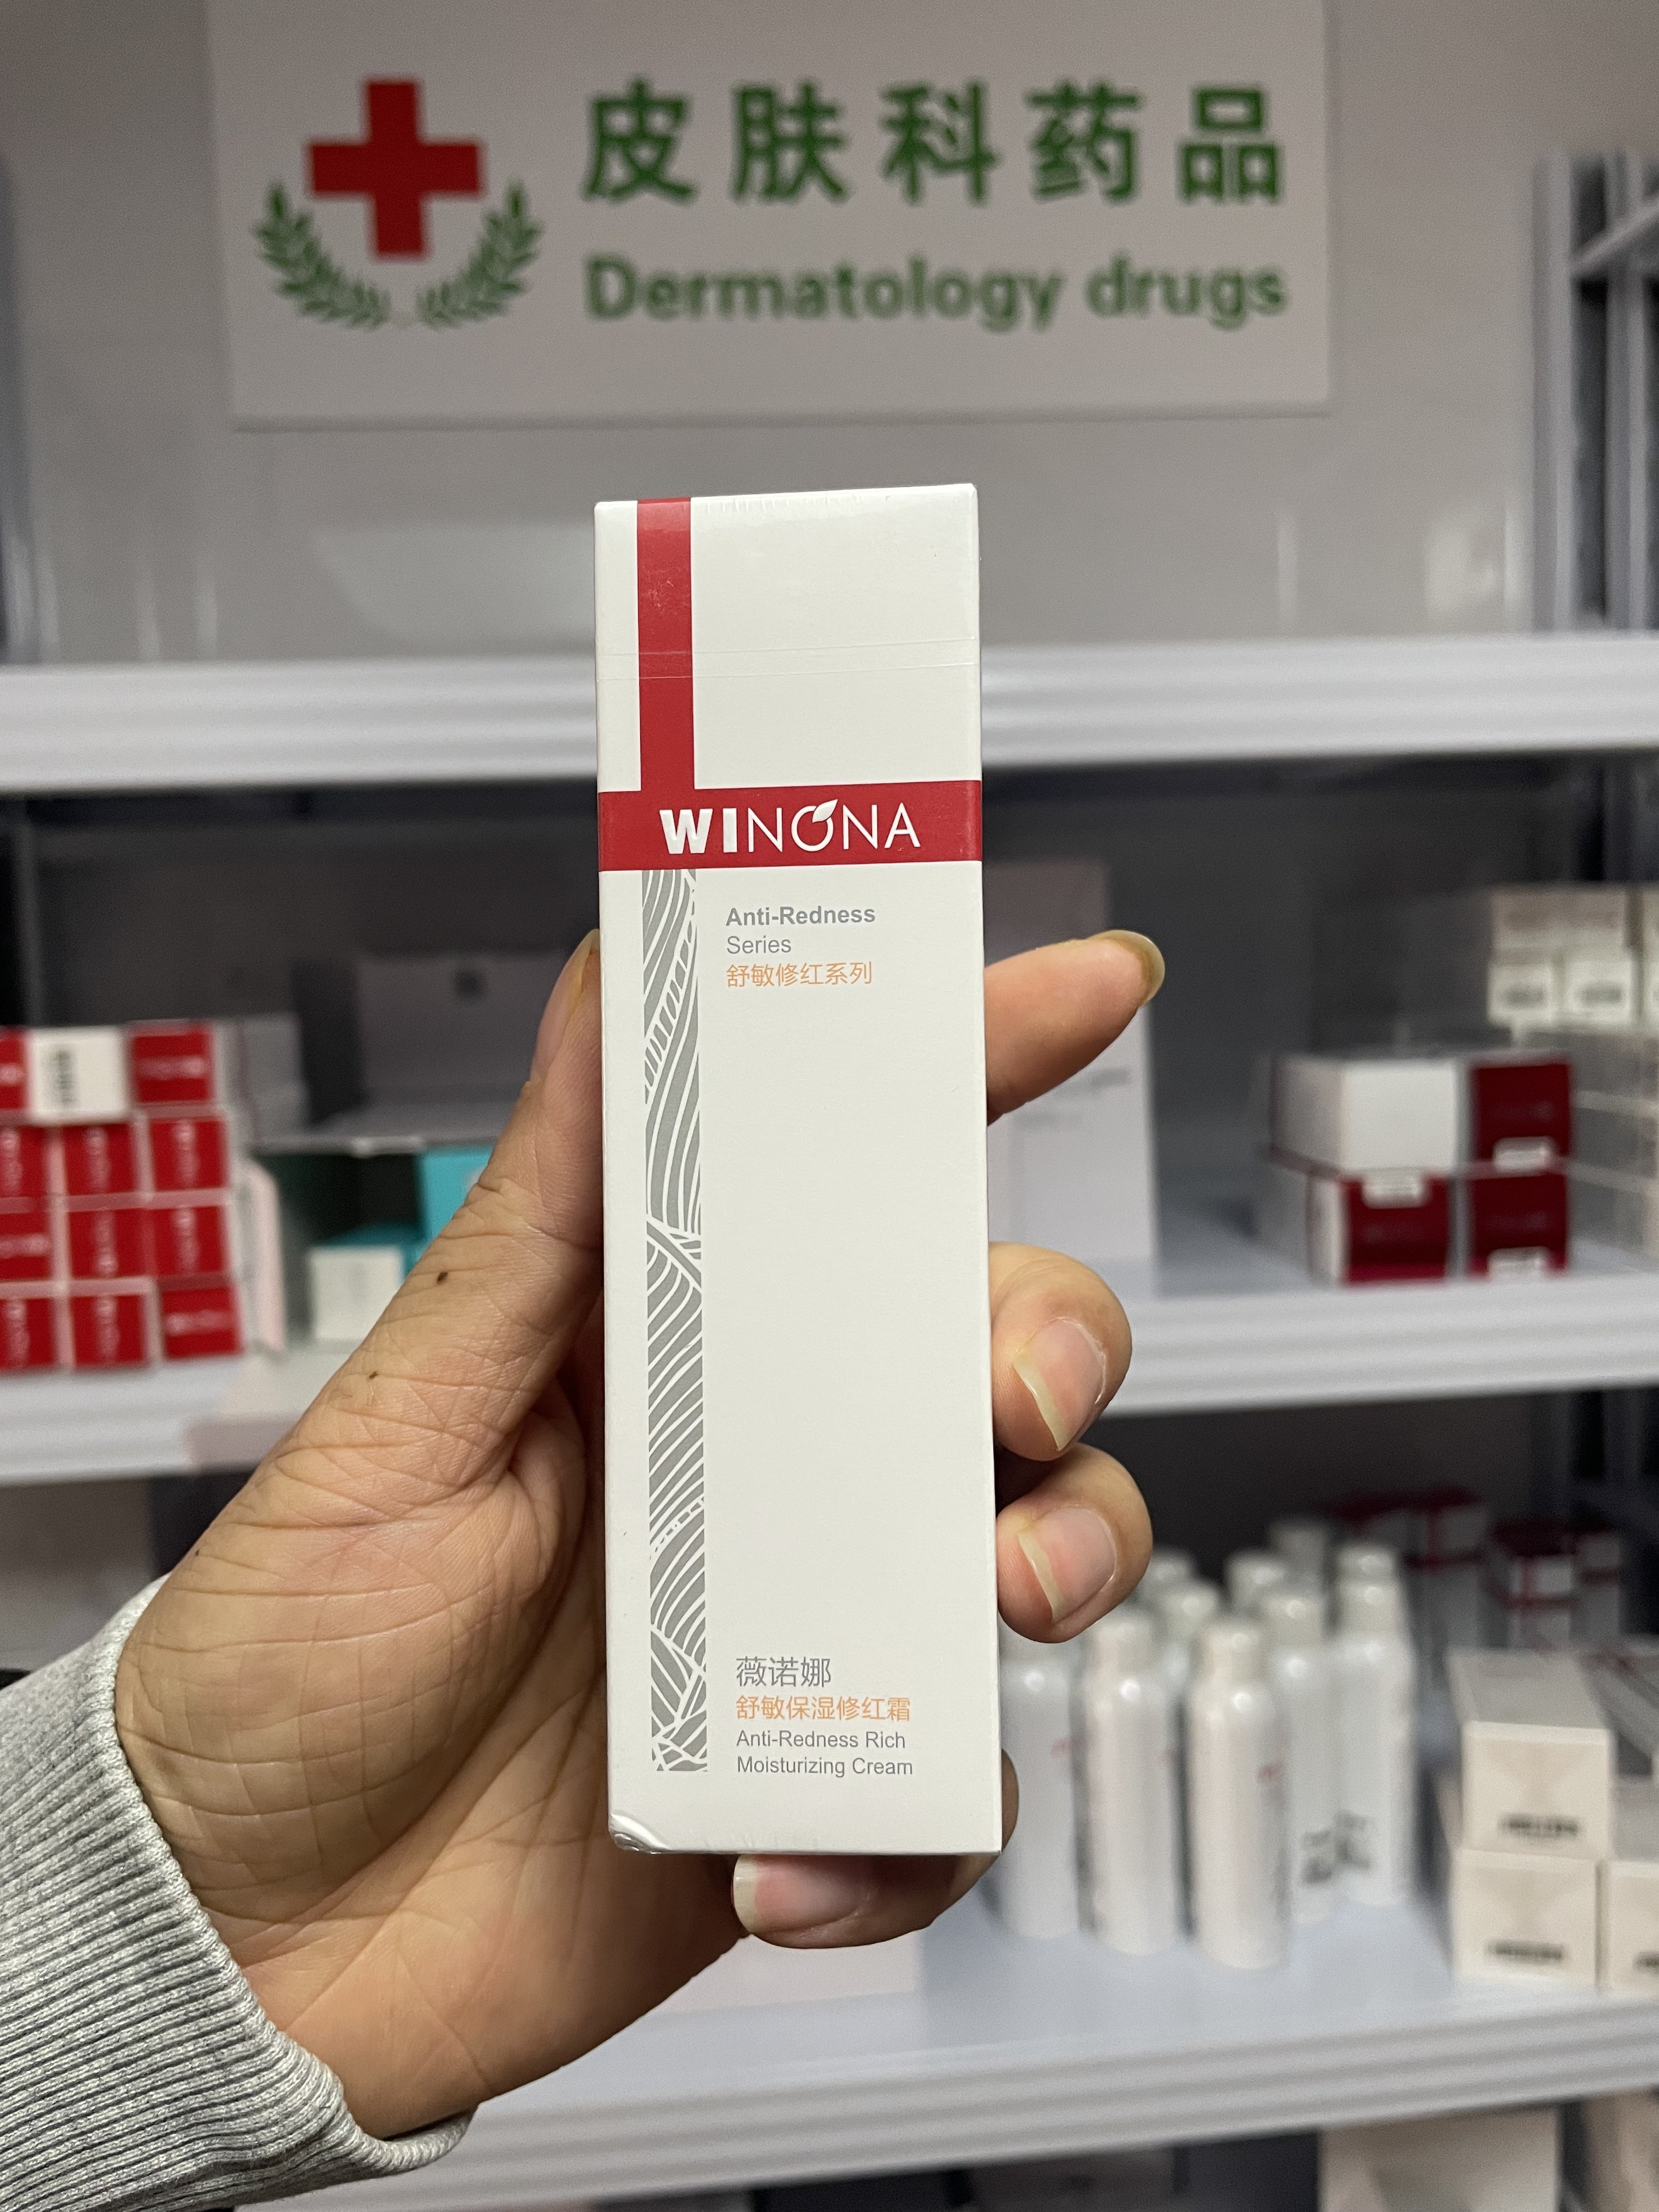 皮肤科药品
Dermatology drugs
WINONA
Anti-Redness
Series
舒敏修红系列
薇诺娜
舒敏保湿修红霜
Anti-Redness Rich
Moisturizing Cream